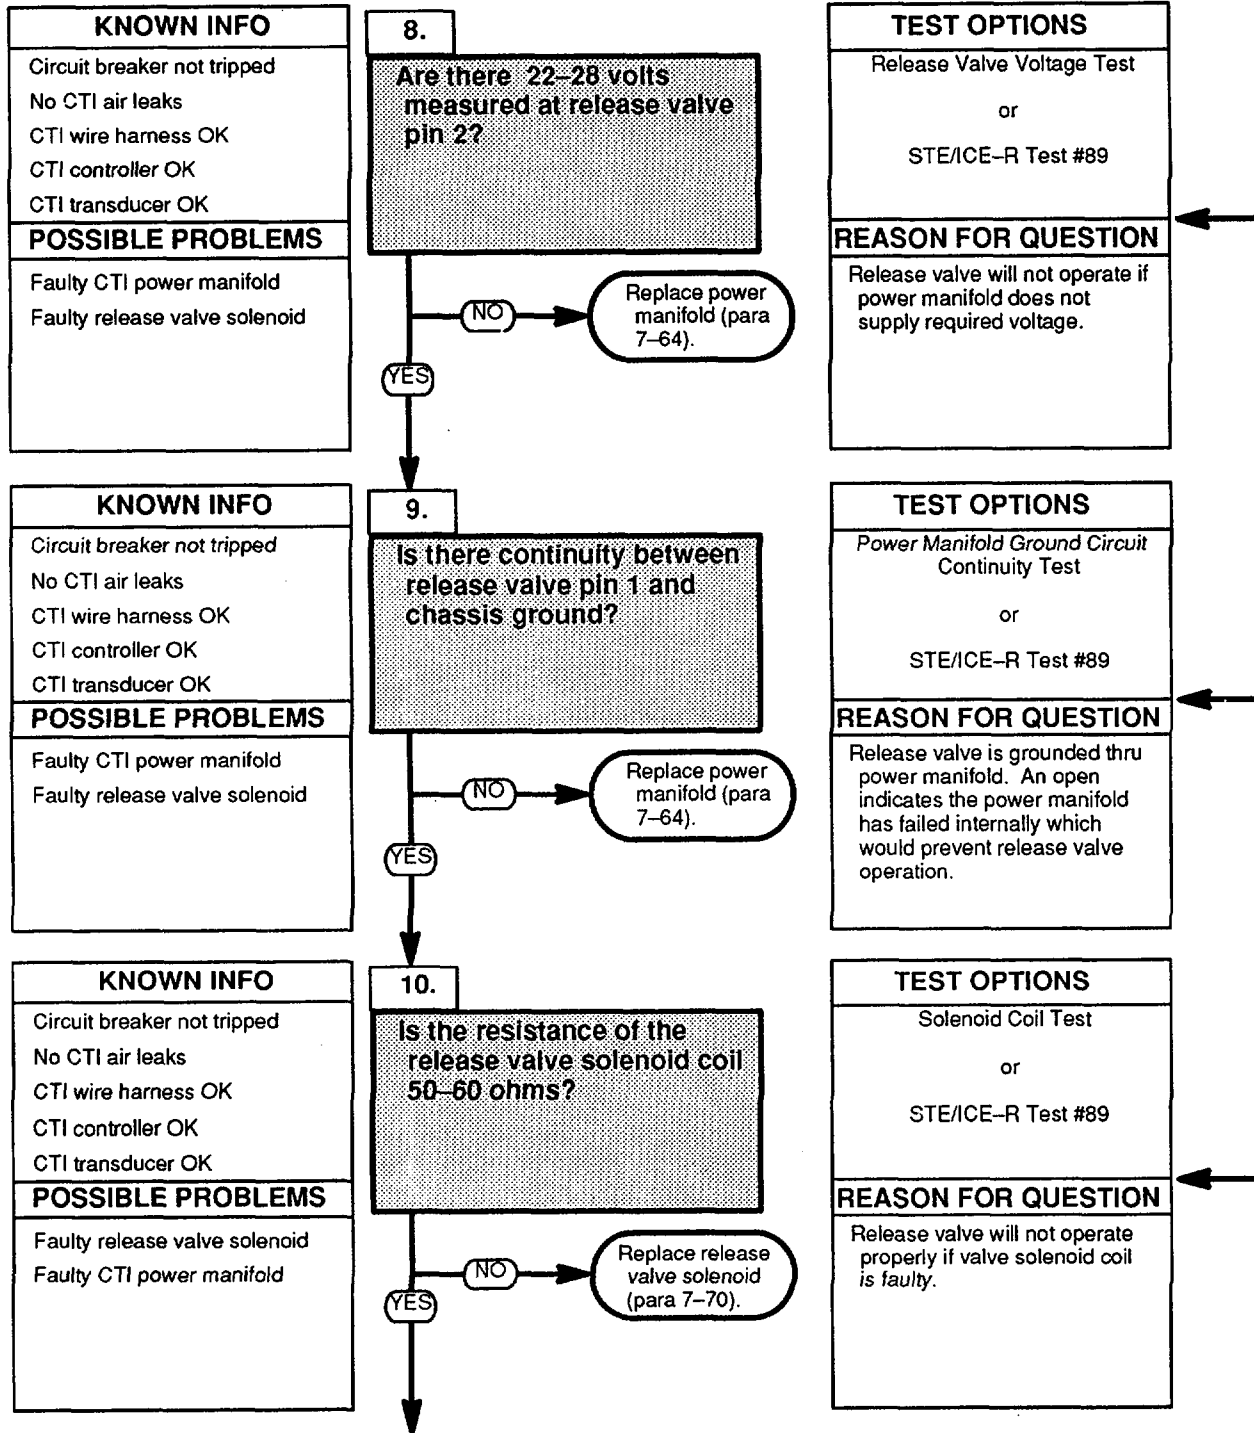 KNOWN INFO
Circuit breaker not tripped
No CTI air leaks
CTI wire harness OK
CTI controller OK
CTI transducer OK
POSSIBLE PROBLEMS
Faulty CTI power manifold
Faulty release valve solenoid
8.
Are there 22–28 volts
measured at release valve
pin 2?
NO
Replace power
manifold (para
7–64).
YES
TEST OPTIONS
Release Valve Voltage Test
or
STE/ICE–R Test #89
REASON FOR QUESTION
Release valve will not operate if
power manifold does not
supply required voltage.
KNOWN INFO
Circuit breaker not tripped
No CTI air leaks
CTI wire harness OK
CTI controller OK
CTI transducer OK
POSSIBLE PROBLEMS
Faulty CTI power manifold
Faulty release valve solenoid
9.
Is there continuity between
release valve pin 1 and
chassis ground?
NO
Replace power
manifold (para
7–64).
YES
TEST OPTIONS
Power Manifold Ground Circuit
Continuity Test
or
STE/ICE–R Test #89
REASON FOR QUESTION
Release valve is grounded thru
power manifold. An open
indicates the power manifold
has failed internally which
would prevent release valve
operation.
KNOWN INFO
Circuit breaker not tripped
No CTI air leaks
CTI wire harness OK
CTI controller OK
CTI transducer OK
POSSIBLE PROBLEMS
Faulty release valve solenoid
Faulty CTI power manifold
10.
Is the resistance of the
release valve solenoid coil
50–60 ohms?
NO
Replace release
valve solenoid
(para 7–70).
YES
TEST OPTIONS
Solenoid Coil Test
or
STE/ICE–R Test #89
REASON FOR QUESTION
Release valve will not operate
properly if valve solenoid coil
is faulty.